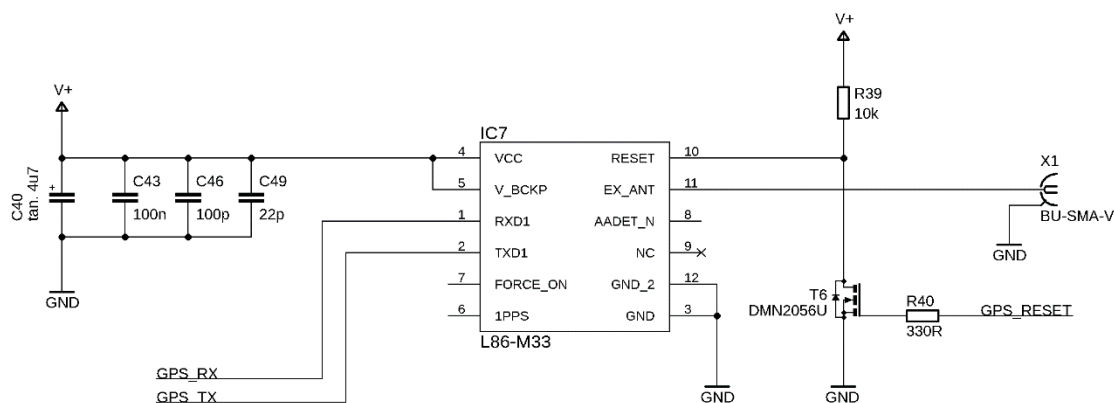 V+
R39
10k
V+
C40
tan. 4u7
+
C43
100n
C46
100p
C49
22p
GND
IC7
4 VCC RESET 10
5 V_BCKP EX_ANT 11
1 RXD1 AADET_N 8
2 TXD1 NC 9
7 FORCE_ON GND_2 12
6 1PPS GND 3
L86-M33
X1
BU-SMA-V
GND
T6
DMN2056U
R40
330R
GPS_RESET
GPS_RX
GPS_TX
GND
GND